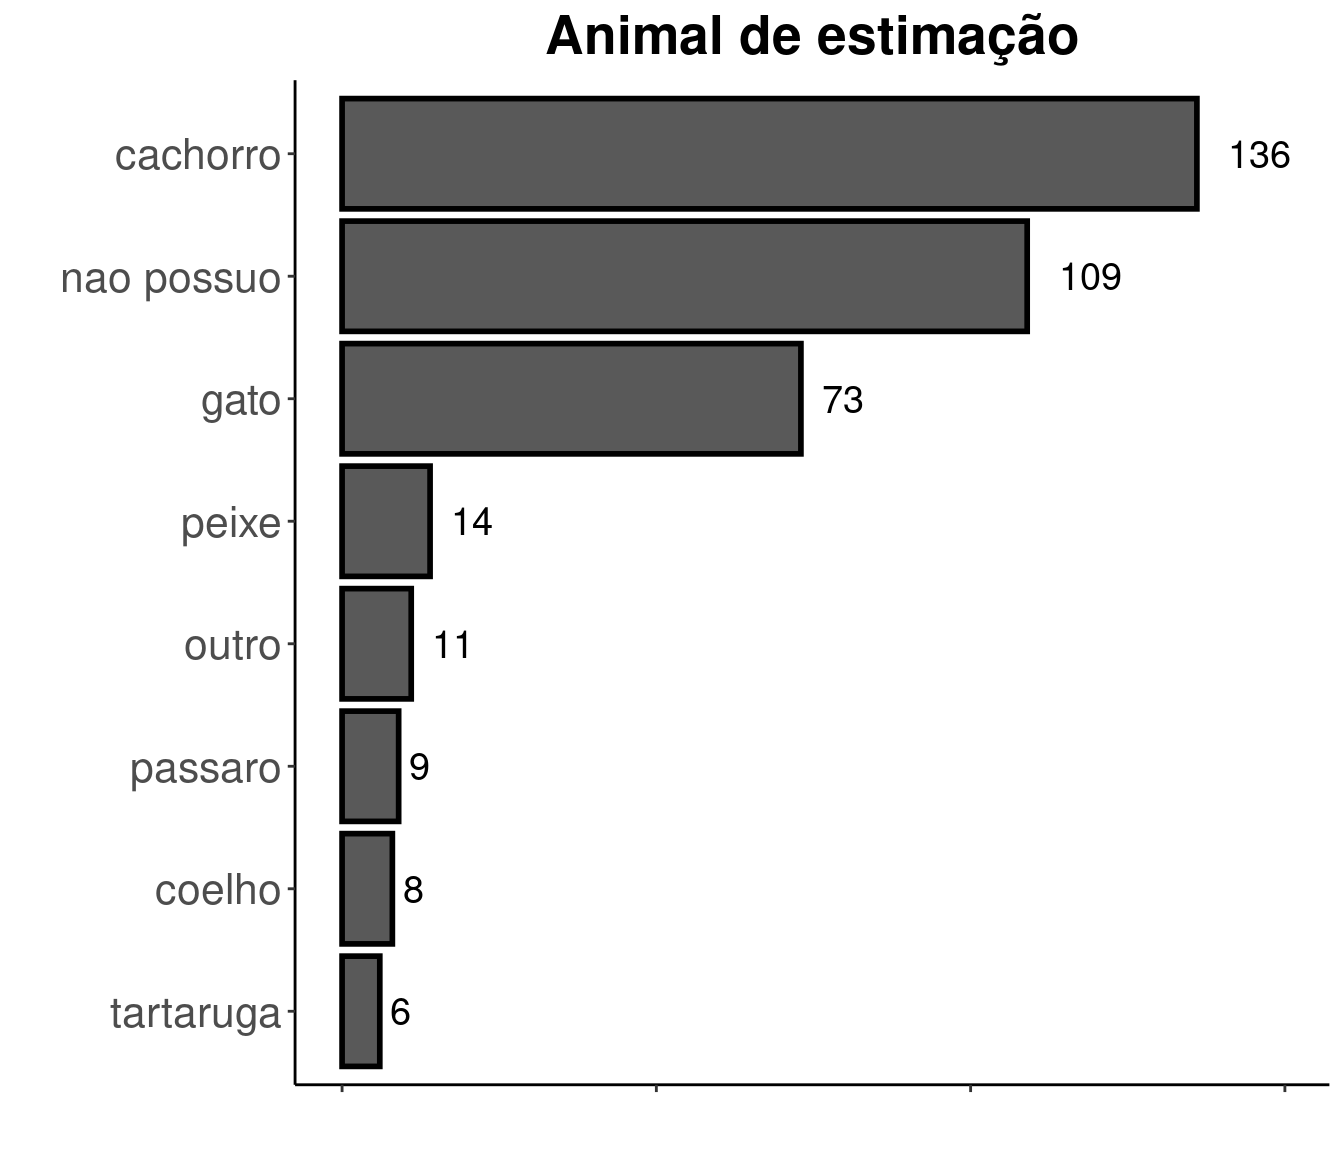 Animal de estimação
cachorro 136
nao possuo 109
gato 73
peixe 14
outro 11
passaro 9
coelho 8
tartaruga 6